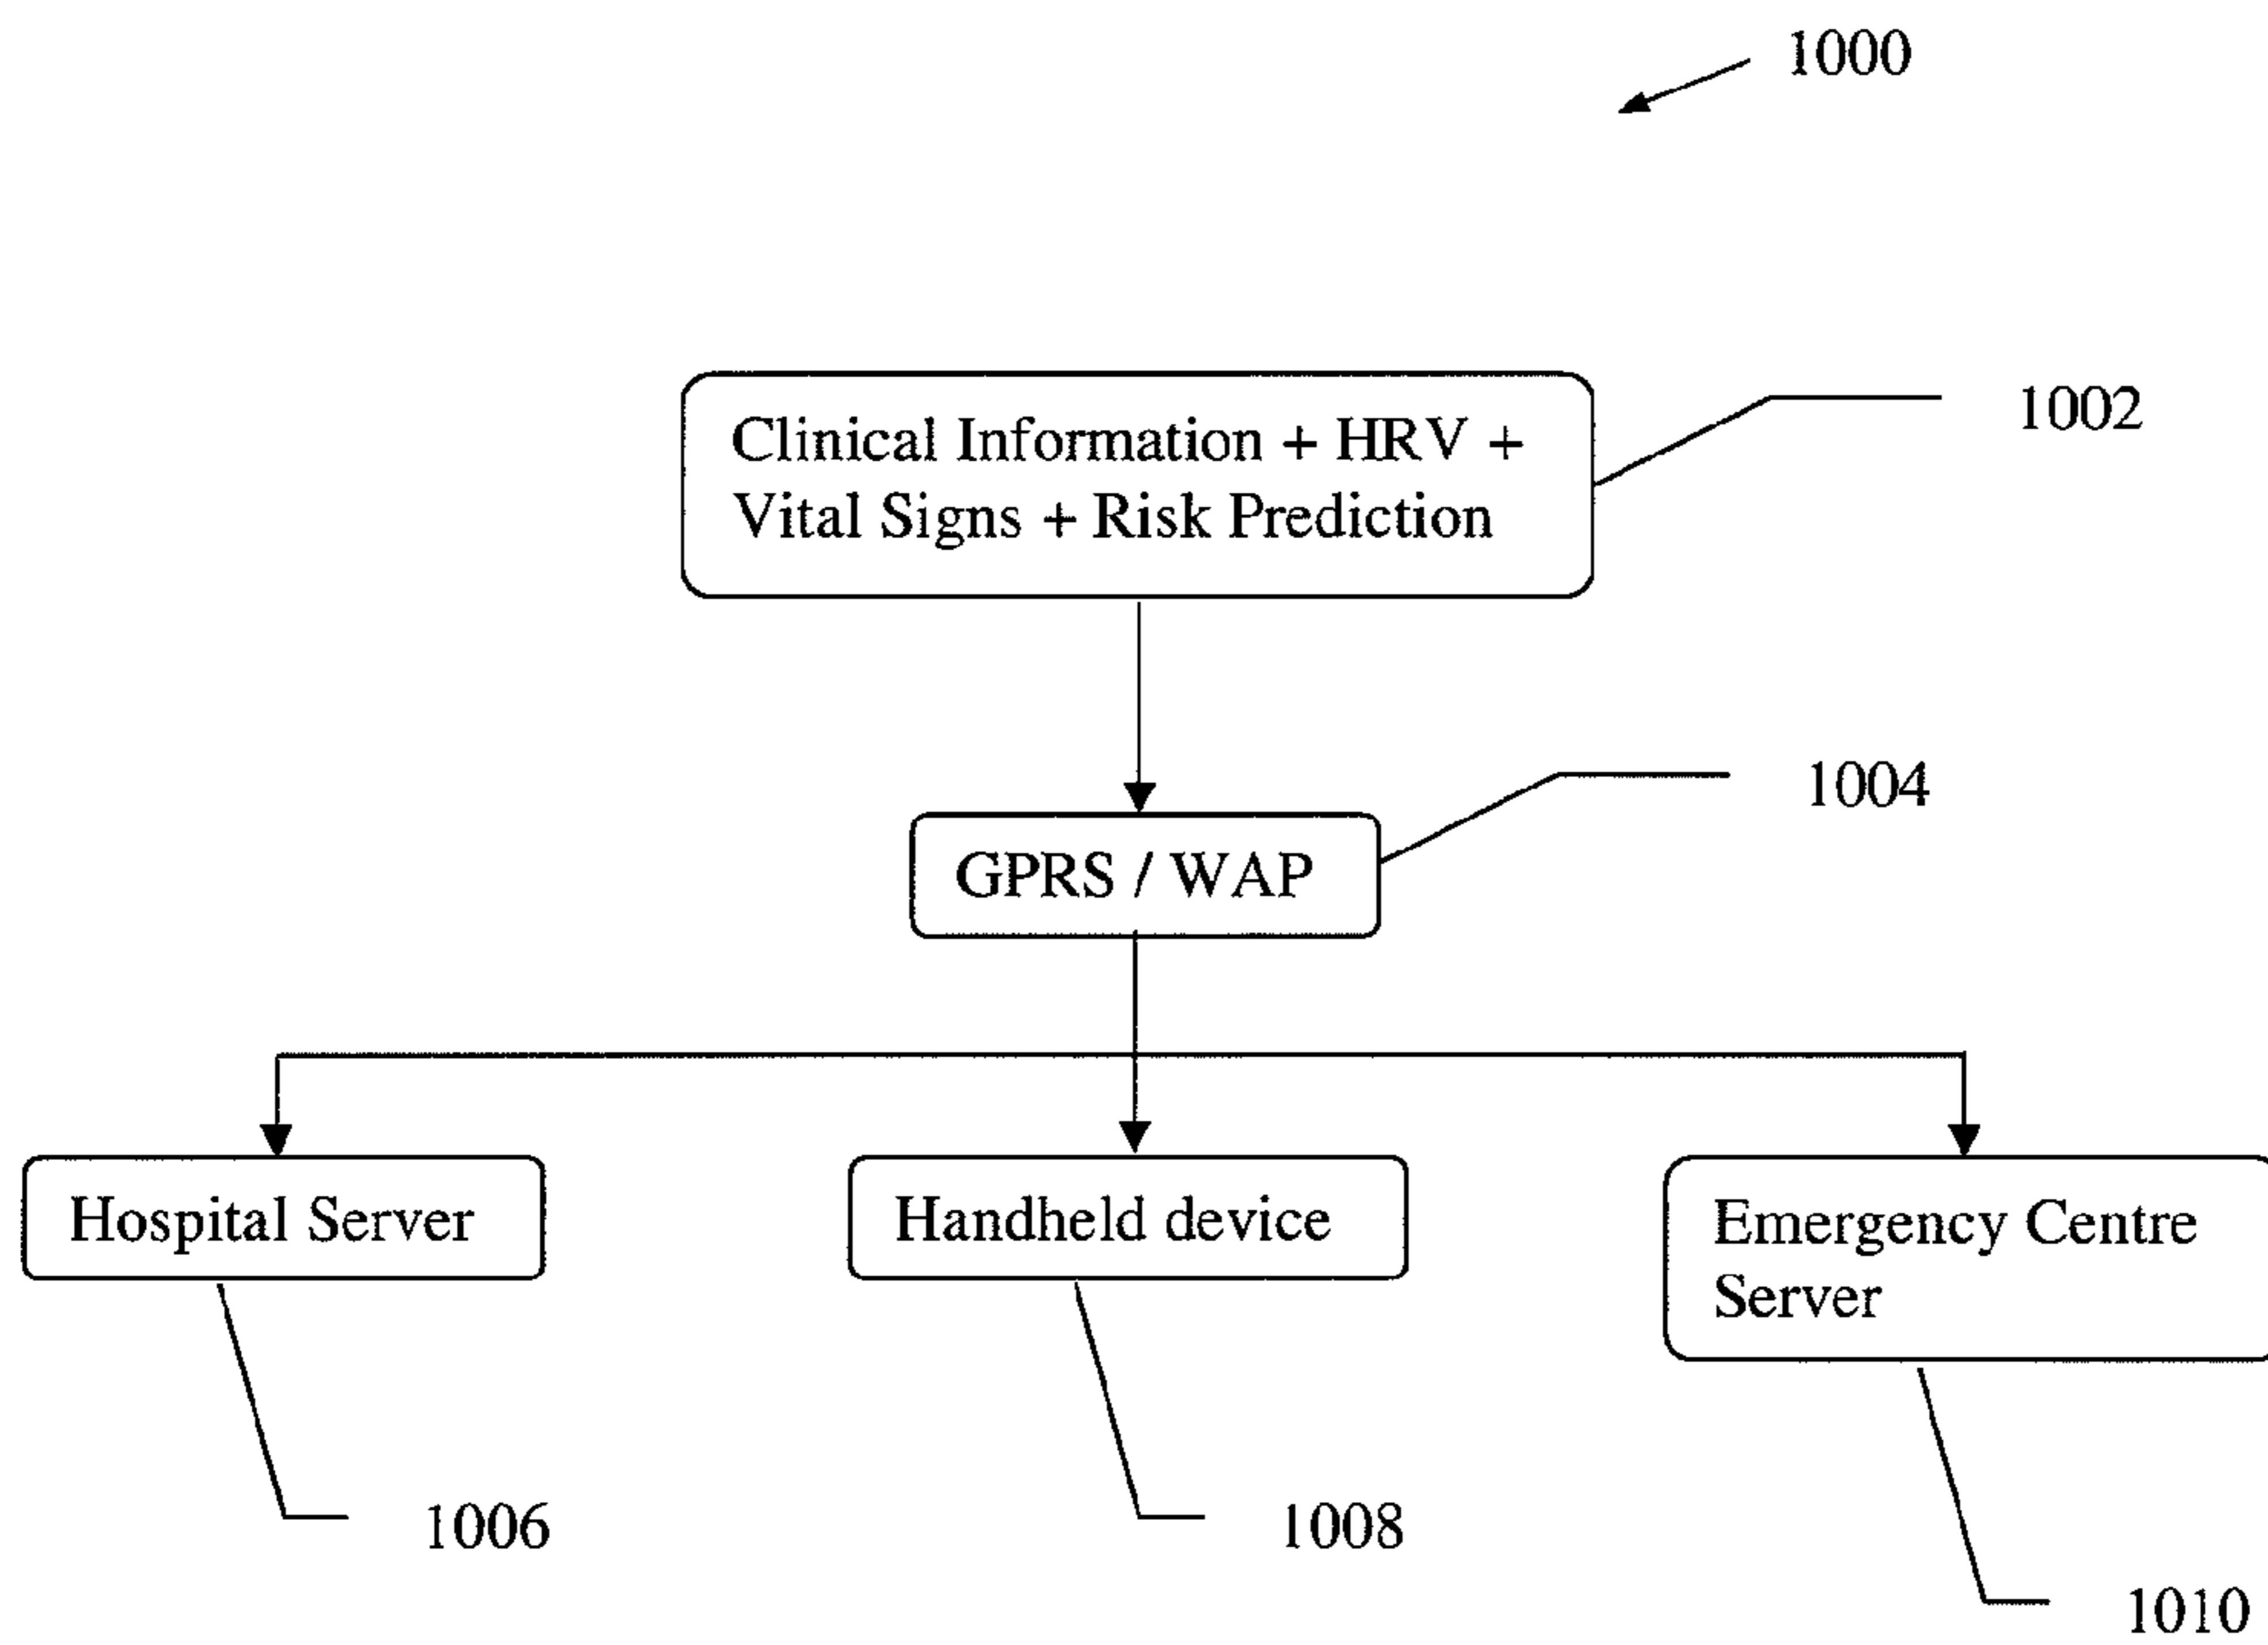 1000
Clinical Information + HRV +
Vital Signs + Risk Prediction
1002
1004
GPRS / WAP
Hospital Server
Handheld device
Emergency Centre
Server
1006
1008
1010